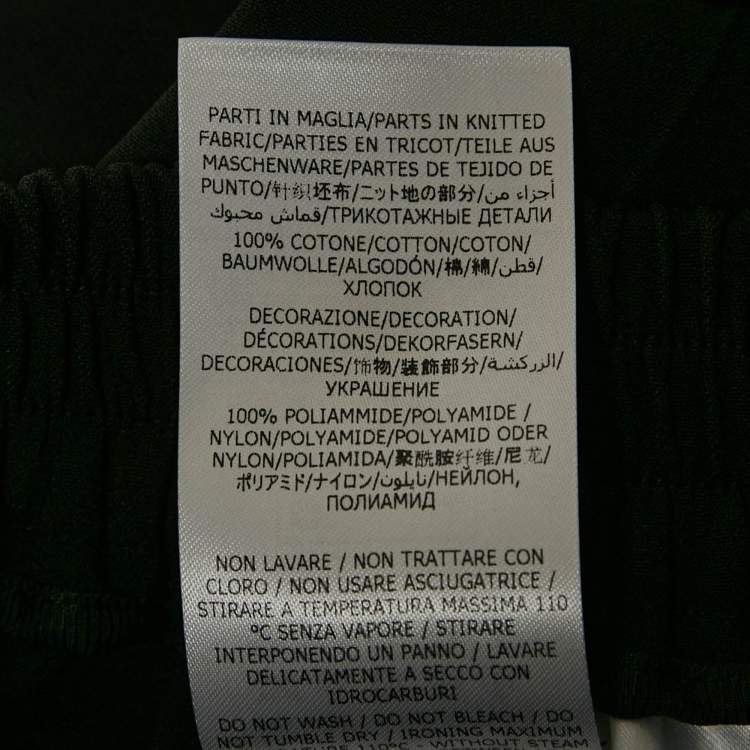 PARTI IN MAGLIA/PARTS IN KNITTED
FABRIC/PARTIES EN TRICOT/TEILE AUS
MASCHENWARE/PARTES DE TEJIDO DE
PUNTO/针织坯布/ニット地の部分/أجزاء من
قماش محبوك/ТРИКОТАЖНЫЕ ДЕТАЛИ
100% COTONE/COTTON/COTON/
BAUMWOLLE/ALGODÓN/棉/綿/قطن/
ХЛОПОК
DECORAZIONE/DECORATION/
DÉCORATIONS/DEKORFASERN/
DECORACIONES/饰物/装飾部分/الزركشة/
УКРАШЕНИЕ
100% POLIAMMIDE/POLYAMIDE /
NYLON/POLYAMIDE/POLYAMID ODER
NYLON/POLIAMIDA/聚酰胺纤维/尼龙/
ポリアミド/ナイロン/نايلون/НЕЙЛОН,
ПОЛИАМИД
NON LAVARE / NON TRATTARE CON
CLORO / NON USARE ASCIUGATRICE /
STIRARE A TEMPERATURA MASSIMA 110
°C SENZA VAPORE / STIRARE
INTERPONENDO UN PANNO / LAVARE
DELICATAMENTE A SECCO CON
IDROCARBURI
DO NOT WASH / DO NOT BLEACH / DO
NOT TUMBLE DRY / IRONING MAXIMUM
110°C - WITHOUT STEAM